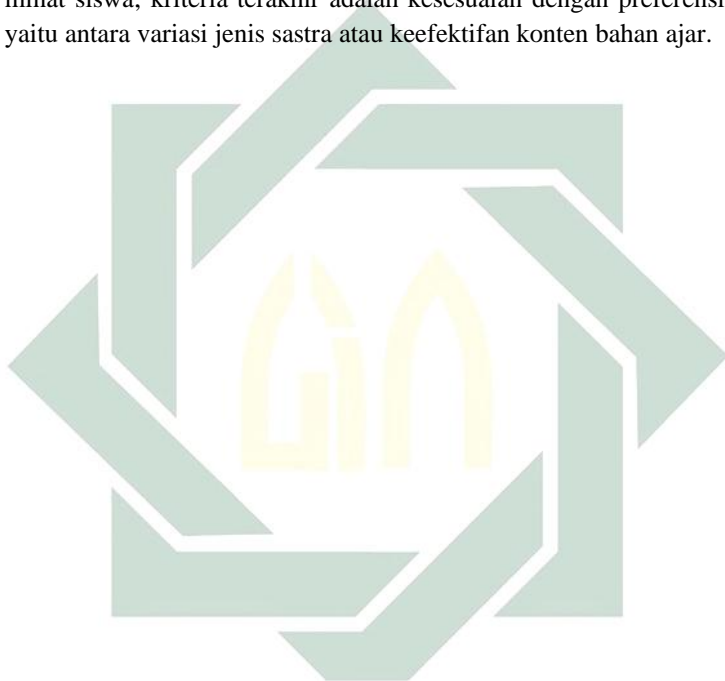 minat siswa, kriteria terakhir adalah kesesuaian dengan preferensi
yaitu antara variasi jenis sastra atau keefektifan konten bahan ajar.